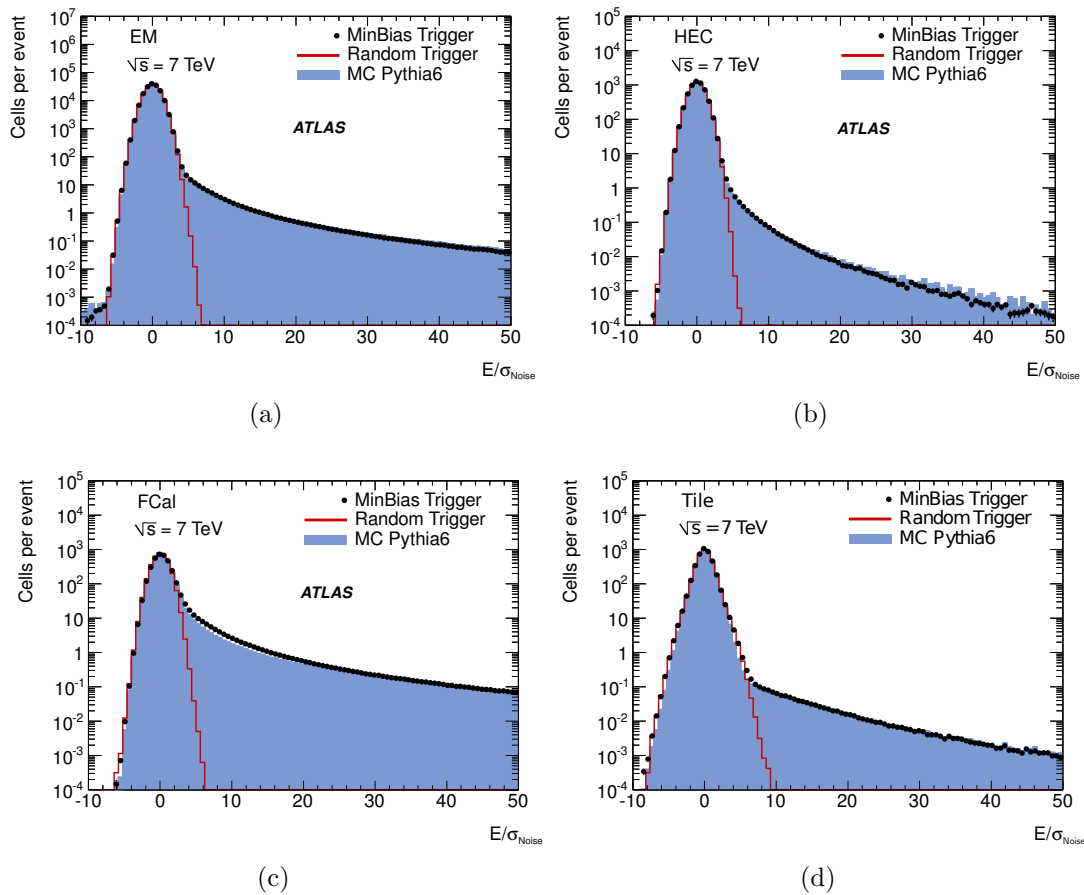 EM
√s = 7 TeV
MinBias Trigger
Random Trigger
MC Pythia6
ATLAS
Cells per event
10^7
10^6
10^5
10^4
10^3
10^2
10
1
10^-1
10^-2
10^-3
10^-4
-10 0 10 20 30 40 50
E/σ_Noise
(a)
HEC
√s = 7 TeV
MinBias Trigger
Random Trigger
MC Pythia6
ATLAS
Cells per event
10^5
10^4
10^3
10^2
10
1
10^-1
10^-2
10^-3
10^-4
-10 0 10 20 30 40 50
E/σ_Noise
(b)
FCal
√s = 7 TeV
MinBias Trigger
Random Trigger
MC Pythia6
ATLAS
Cells per event
10^5
10^4
10^3
10^2
10
1
10^-1
10^-2
10^-3
10^-4
-10 0 10 20 30 40 50
E/σ_Noise
(c)
Tile
√s = 7 TeV
MinBias Trigger
Random Trigger
MC Pythia6
Cells per event
10^5
10^4
10^3
10^2
10
1
10^-1
10^-2
10^-3
10^-4
-10 0 10 20 30 40 50
E/σ_Noise
(d)